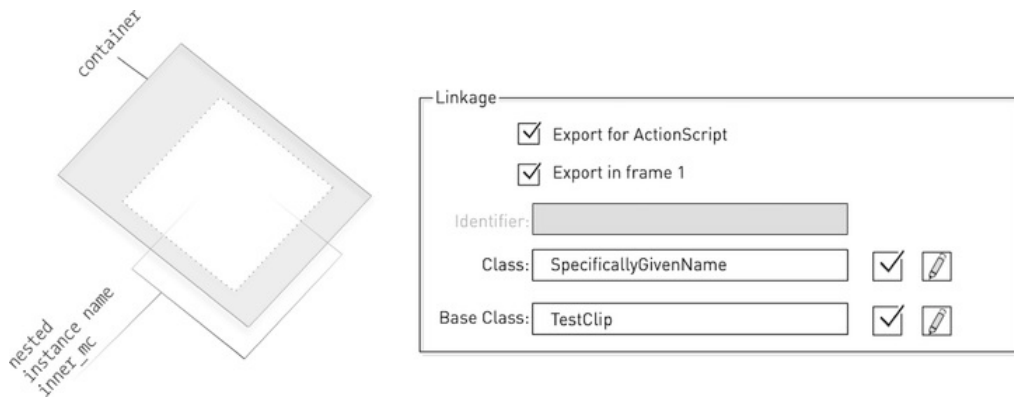 container
nested
instance name
inner_mc
Linkage
Export for ActionScript
Export in frame 1
Identifier:
Class: SpecificallyGivenName
Base Class: TestClip